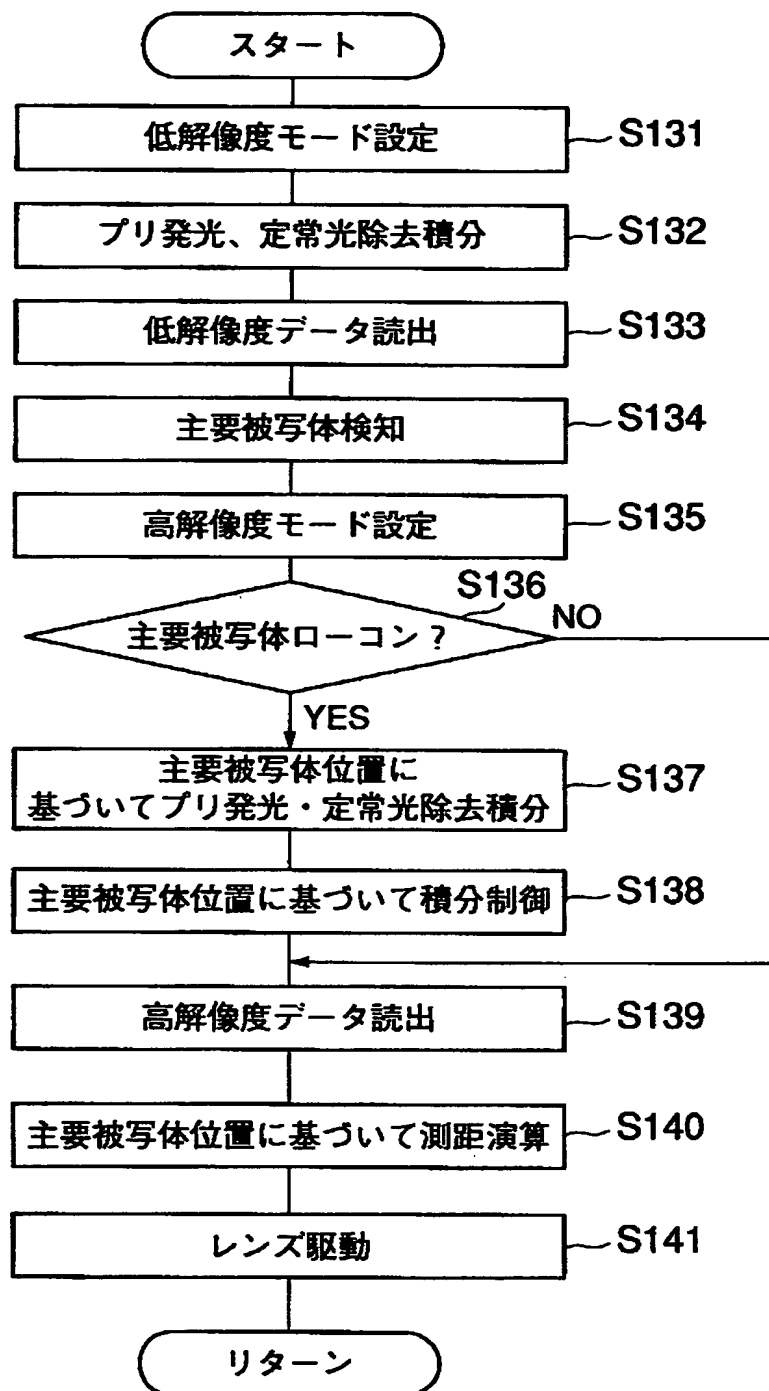 スタート
低解像度モード設定 S131
プリ発光、定常光除去積分 S132
低解像度データ読出 S133
主要被写体検知 S134
高解像度モード設定 S135
S136
主要被写体ローコン? NO
YES
主要被写体位置に
基づいてプリ発光・定常光除去積分 S137
主要被写体位置に基づいて積分制御 S138
高解像度データ読出 S139
主要被写体位置に基づいて測距演算 S140
レンズ駆動 S141
リターン